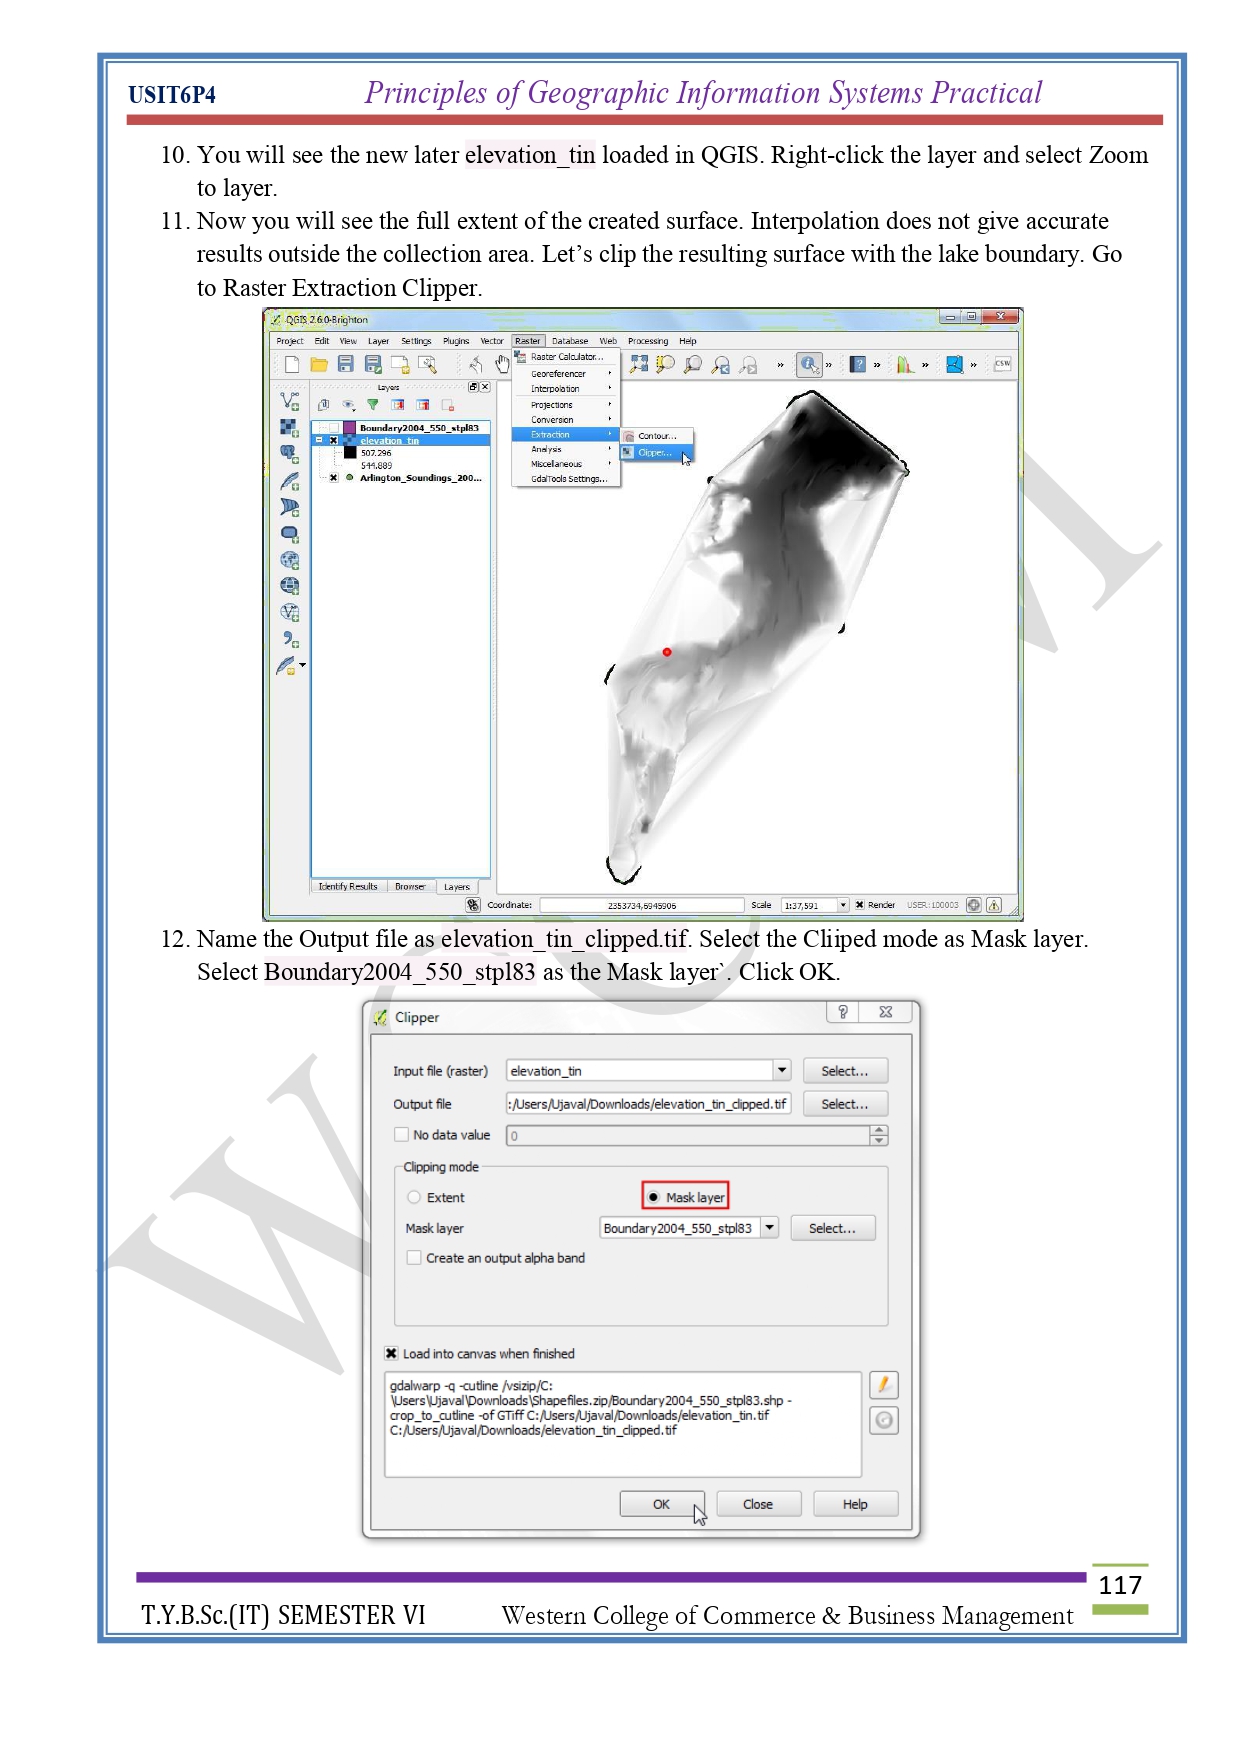 USIT6P4 Principles of Geographic Information Systems Practical
10. You will see the new later elevation_tin loaded in QGIS. Right-click the layer and select Zoom
to layer.
11. Now you will see the full extent of the created surface. Interpolation does not give accurate
results outside the collection area. Let’s clip the resulting surface with the lake boundary. Go
to Raster Extraction Clipper.
QGIS 2.6.0-Brighton
Project Edit View Layer Settings Plugins Vector Raster Database Web Processing Help
Raster Calculator...
Georeferencer
Interpolation
Projections
Conversion
Extraction
Analysis
Miscellaneous
GdalTools Settings...
Contour...
Clipper...
CSW
Layers
Boundary2004_550_stpl83
elevation_tin
507.296
544.889
Arlington_Soundings_200...
Identify Results Browser Layers
Coordinate: 2353734,6945906 Scale 1:37,591 Render USER:100003
12. Name the Output file as elevation_tin_clipped.tif. Select the Cliiped mode as Mask layer.
Select Boundary2004_550_stpl83 as the Mask layer`. Click OK.
Clipper
Input file (raster) elevation_tin Select...
Output file :/Users/Ujaval/Downloads/elevation_tin_clipped.tif Select...
No data value 0
Clipping mode
Extent Mask layer
Mask layer Boundary2004_550_stpl83 Select...
Create an output alpha band
Load into canvas when finished
gdalwarp -q -cutline /vsizip/C:
\Users\Ujaval\Downloads\Shapefiles.zip/Boundary2004_550_stpl83.shp -
crop_to_cutline -of GTiff C:/Users/Ujaval/Downloads/elevation_tin.tif
C:/Users/Ujaval/Downloads/elevation_tin_clipped.tif
OK Close Help
117
T.Y.B.Sc.(IT) SEMESTER VI Western College of Commerce & Business Management
WCCBM